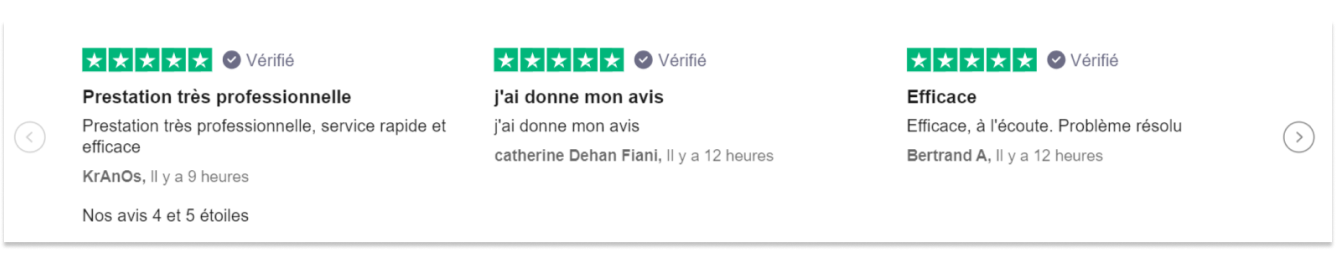 Vérifié
Prestation très professionnelle
Prestation très professionnelle, service rapide et
efficace
KrAnOs, Il y a 9 heures
Vérifié
j'ai donne mon avis
j'ai donne mon avis
catherine Dehan Fiani, Il y a 12 heures
Vérifié
Efficace
Efficace, à l'écoute. Problème résolu
Bertrand A, Il y a 12 heures
Nos avis 4 et 5 étoiles